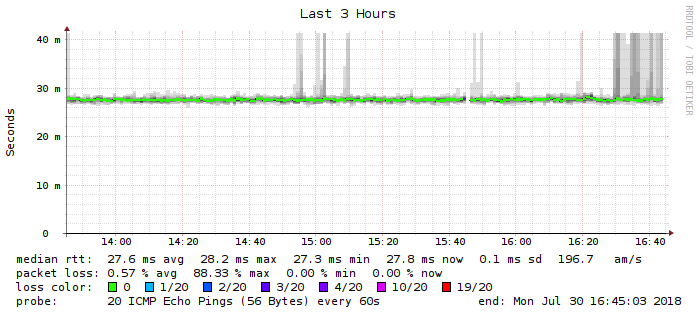 Last 3 Hours
RRDTOOL / TOBI OETIKER
Seconds
40 m
30 m
20 m
10 m
0
14:00 14:20 14:40 15:00 15:20 15:40 16:00 16:20 16:40
median rtt: 27.6 ms avg 28.2 ms max 27.3 ms min 27.8 ms now 0.1 ms sd 196.7 am/s
packet loss: 0.57 % avg 88.33 % max 0.00 % min 0.00 % now
loss color: 0 1/20 2/20 3/20 4/20 10/20 19/20
probe: 20 ICMP Echo Pings (56 Bytes) every 60s end: Mon Jul 30 16:45:03 2018